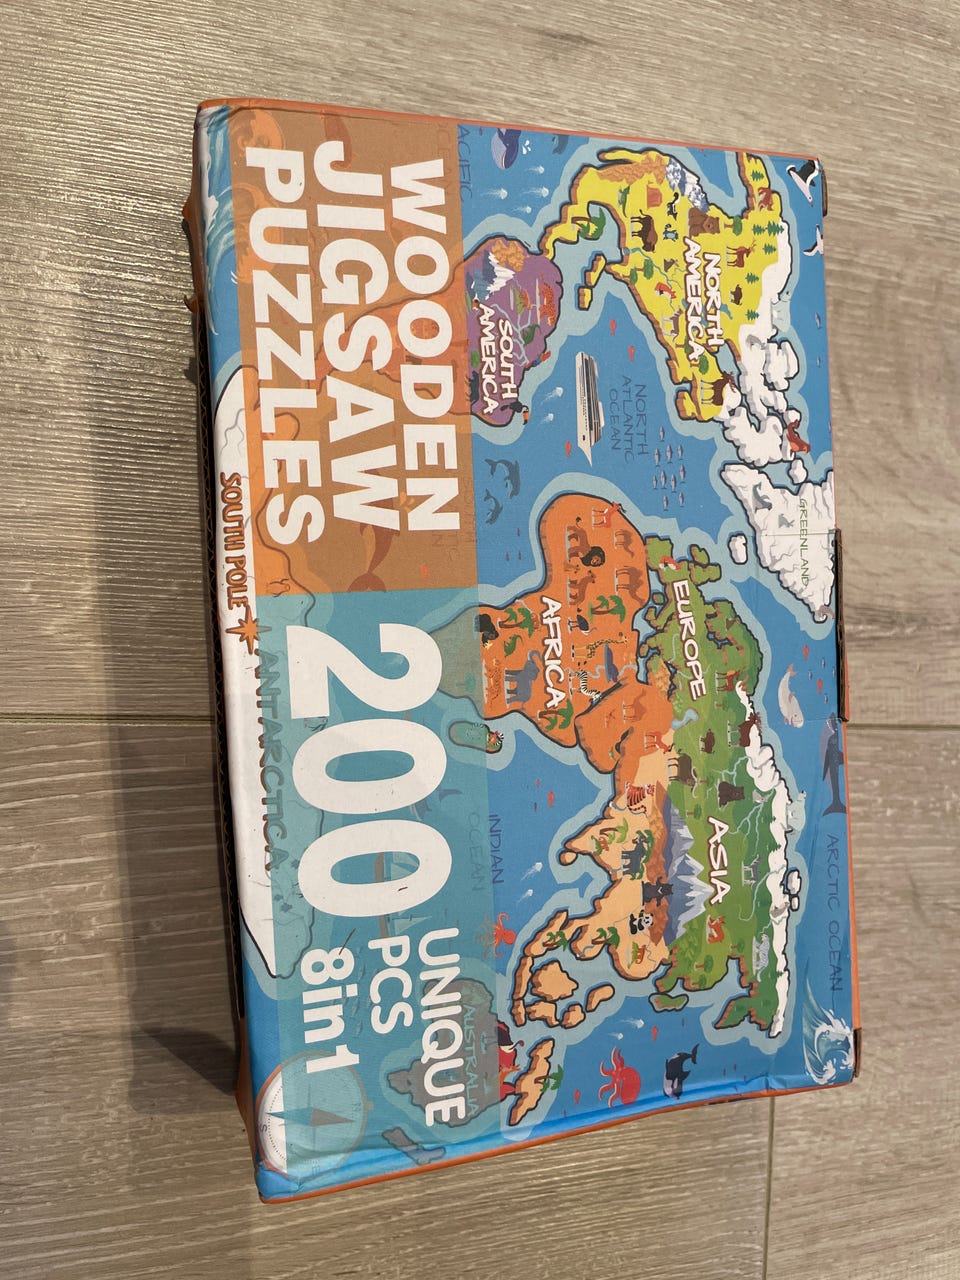 ARCTIC OCEAN
GREENLAND
NORTH
AMERICA
EUROPE
ASIA
NORTH
ATLANTIC
OCEAN
PACIFIC
AFRICA
SOUTH
AMERICA
INDIAN
OCEAN
AUSTRALIA
WOODEN
JIGSAW
PUZZLES
UNIQUE
200 PCS
8in1
SOUTH POLE
ANTARCTICA